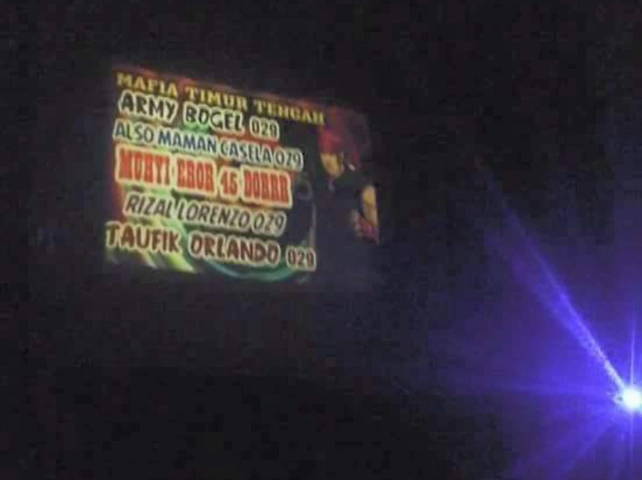 MAFIA TIMUR TENGAH
ARMY BOGEL 029
ALSO MAMAN CASELA 029
MUHYI EROR 45 DORRR
RIZAL LORENZO 029
TAUFIK ORLANDO 029